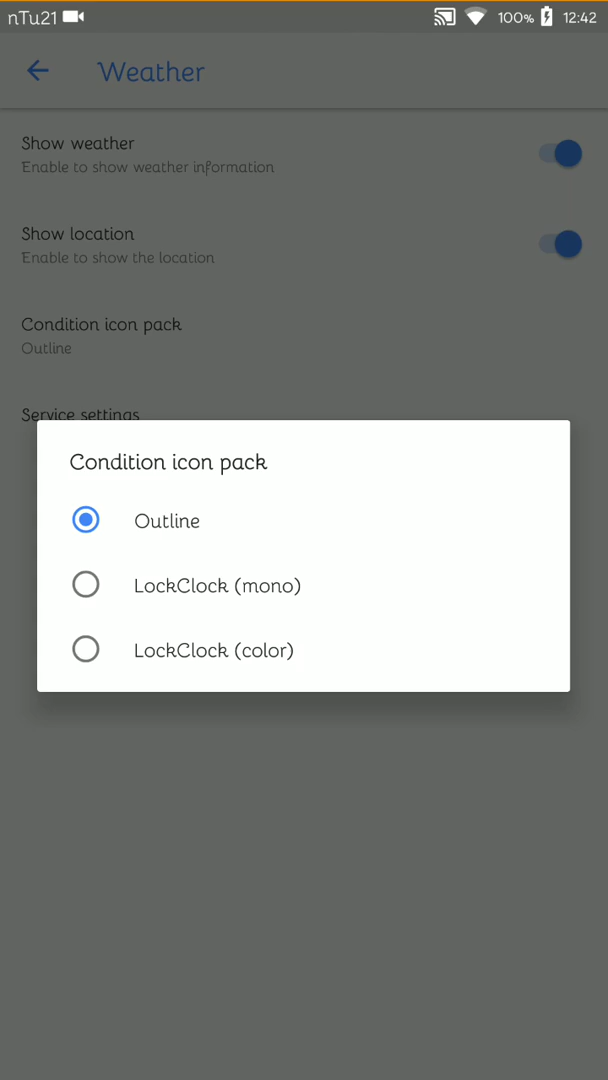 nTu21 100% 12:42
Weather
Show weather
Enable to show weather information
Show location
Enable to show the location
Condition icon pack
Outline
Service settings
Condition icon pack
Outline
LockClock (mono)
LockClock (color)